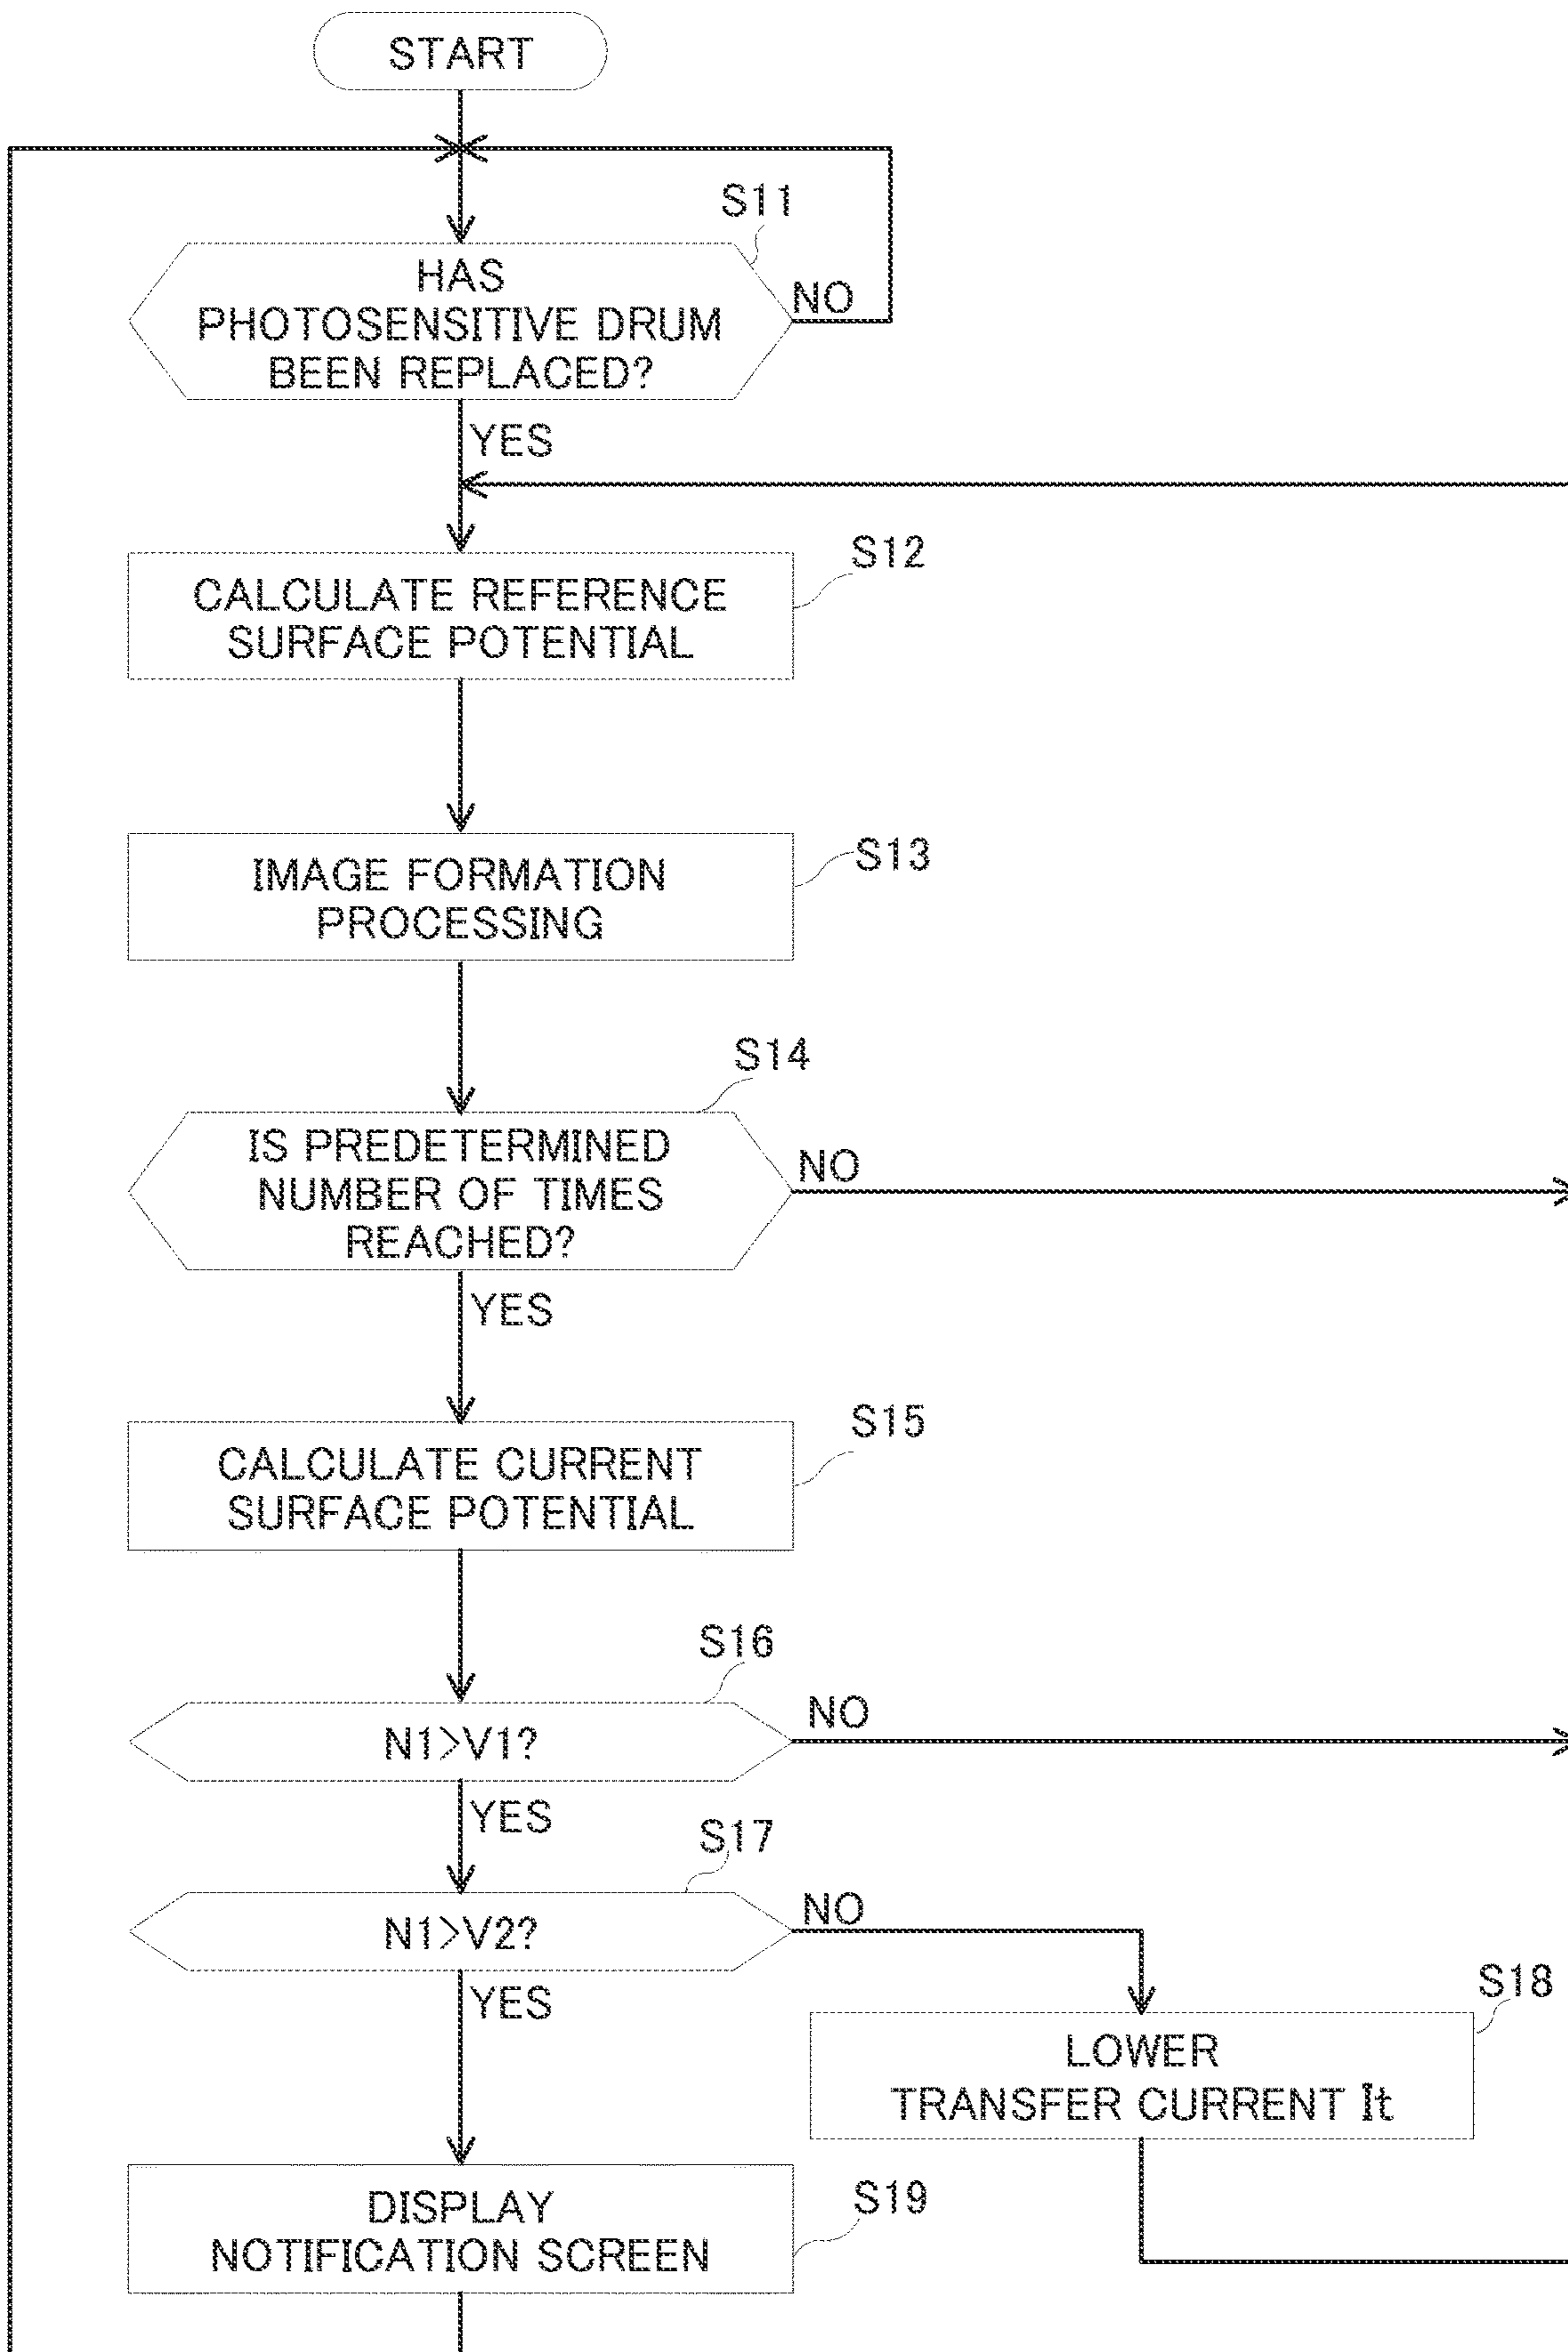 START
S11
HAS
PHOTOSENSITIVE DRUM
BEEN REPLACED?
NO
YES
S12
CALCULATE REFERENCE
SURFACE POTENTIAL
S13
IMAGE FORMATION
PROCESSING
S14
IS PREDETERMINED
NUMBER OF TIMES
REACHED?
NO
YES
S15
CALCULATE CURRENT
SURFACE POTENTIAL
S16
N1>V1?
NO
YES
S17
N1>V2?
NO
YES
S18
LOWER
TRANSFER CURRENT It
S19
DISPLAY
NOTIFICATION SCREEN